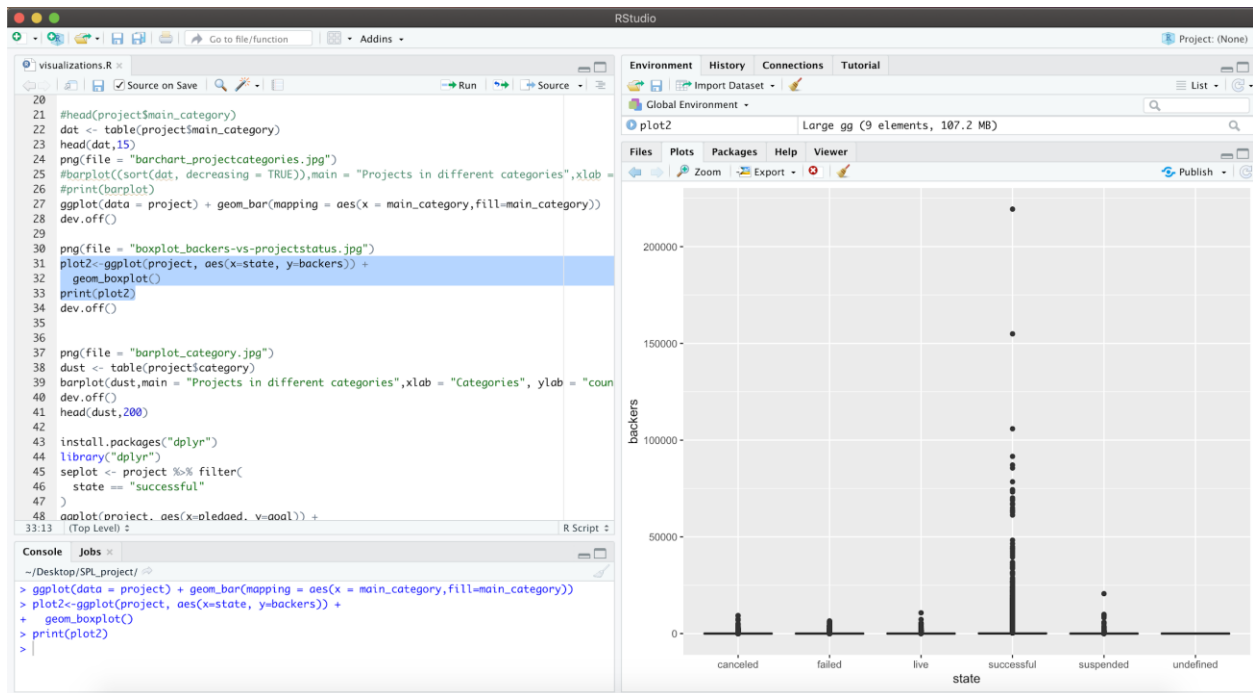 RStudio
Go to file/function
Addins
Project: (None)
visualizations.R
Source on Save
Run
Source
20
21 #head(project$main_category)
22 dat <- table(project$main_category)
23 head(dat,15)
24 png(file = "barchart_projectcategories.jpg")
25 #barplot((sort(dat, decreasing = TRUE)),main = "Projects in different categories",xlab =
26 #print(barplot)
27 ggplot(data = project) + geom_bar(mapping = aes(x = main_category,fill=main_category))
28 dev.off()
29
30 png(file = "boxplot_backers-vs-projectstatus.jpg")
31 plot2<-ggplot(project, aes(x=state, y=backers)) +
32   geom_boxplot()
33 print(plot2)
34 dev.off()
35
36
37 png(file = "barplot_category.jpg")
38 dust <- table(project$category)
39 barplot(dust,main = "Projects in different categories",xlab = "Categories", ylab = "coun
40 dev.off()
41 head(dust,200)
42
43 install.packages("dplyr")
44 library("dplyr")
45 seplot <- project %>% filter(
46   state == "successful"
47 )
48 ggplot(project, aes(x=pledged, y=goal)) +
33:13 (Top Level) R Script
Console Jobs
~/Desktop/SPL_project/
> ggplot(data = project) + geom_bar(mapping = aes(x = main_category,fill=main_category))
> plot2<-ggplot(project, aes(x=state, y=backers)) +
+   geom_boxplot()
> print(plot2)
>
Environment History Connections Tutorial
Import Dataset
List
Global Environment
plot2 Large gg (9 elements, 107.2 MB)
Files Plots Packages Help Viewer
Zoom Export Publish
200000
150000
100000
50000
0
backers
canceled failed live successful suspended undefined
state